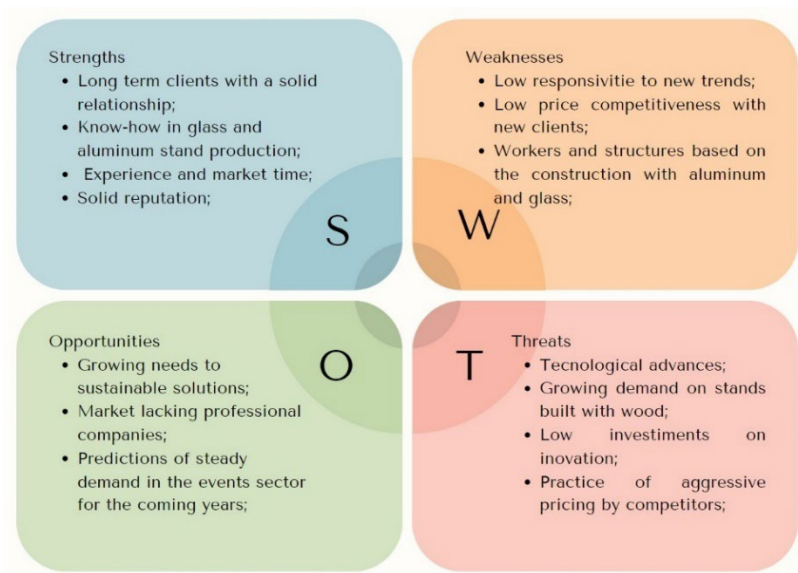 Strengths
• Long term clients with a solid
relationship;
• Know-how in glass and
aluminum stand production;
• Experience and market time;
• Solid reputation;
S
Weaknesses
• Low responsivitie to new trends;
• Low price competitiveness with
new clients;
• Workers and structures based on
the construction with aluminum
and glass;
W
Opportunities
• Growing needs to
sustainable solutions;
• Market lacking professional
companies;
• Predictions of steady
demand in the events sector
for the coming years;
O
Threats
• Tecnological advances;
• Growing demand on stands
built with wood;
• Low investiments on
inovation;
• Practice of aggressive
pricing by competitors;
T